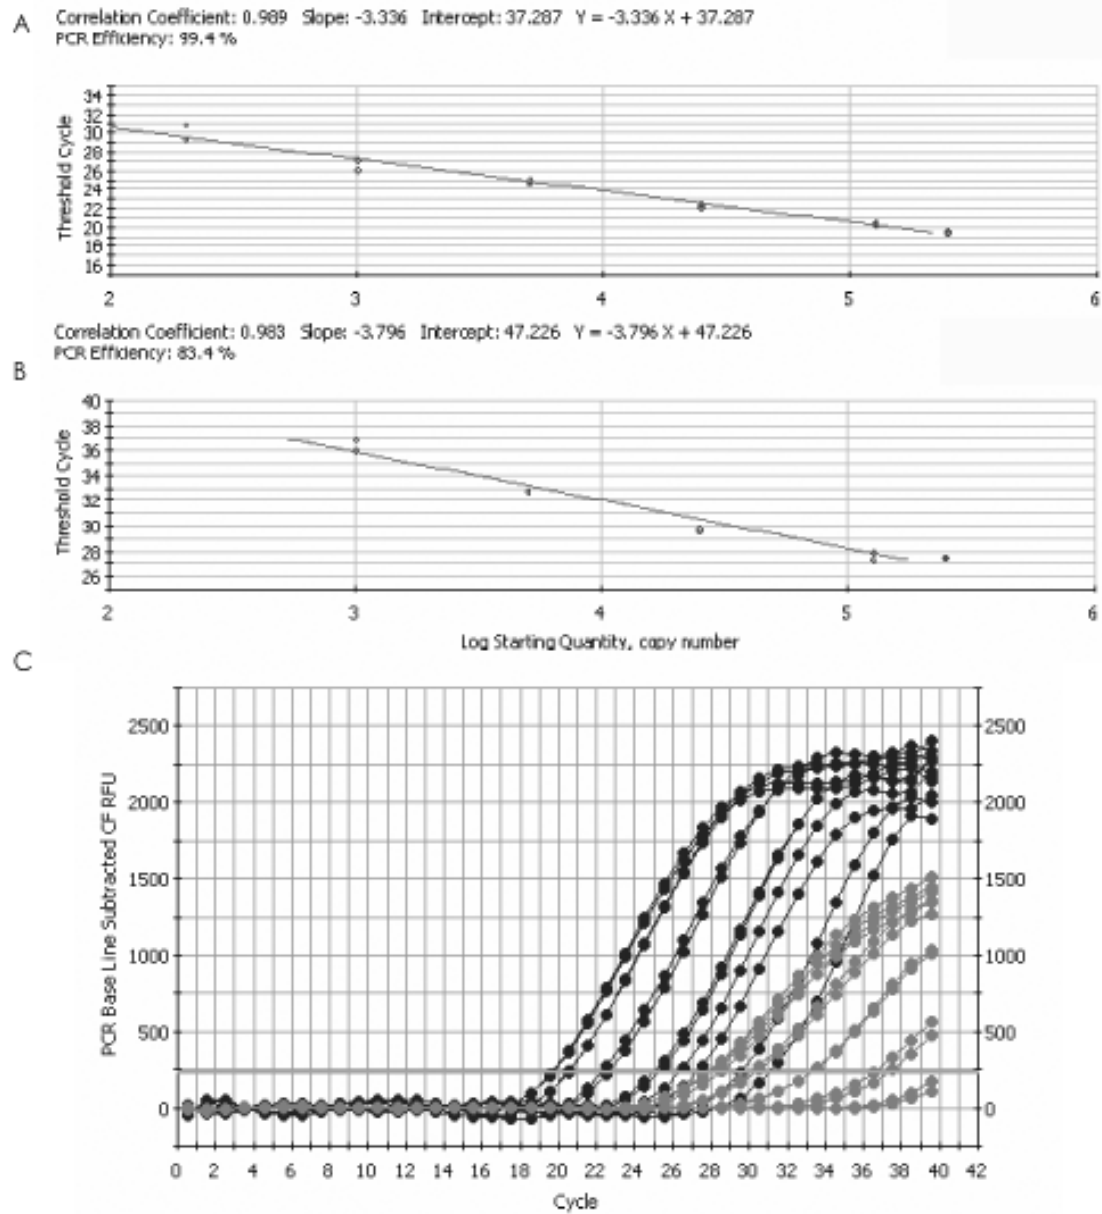 A
Correlation Coefficient: 0.989 Slope: -3.336 Intercept: 37.287 Y = -3.336 X + 37.287
PCR Efficiency: 99.4 %
34
32
30
28
26
24
22
20
18
16
Threshold Cycle
2 3 4 5 6
Correlation Coefficient: 0.983 Slope: -3.796 Intercept: 47.226 Y = -3.796 X + 47.226
PCR Efficiency: 83.4 %
B
40
38
36
34
32
30
28
26
Threshold Cycle
2 3 4 5 6
Log Starting Quantity, copy number
C
2500 2500
2000 2000
1500 1500
1000 1000
500 500
0 0
PCR Base Line Subtracted CF RFU
0 2 4 6 8 10 12 14 16 18 20 22 24 26 28 30 32 34 36 38 40 42
Cycle